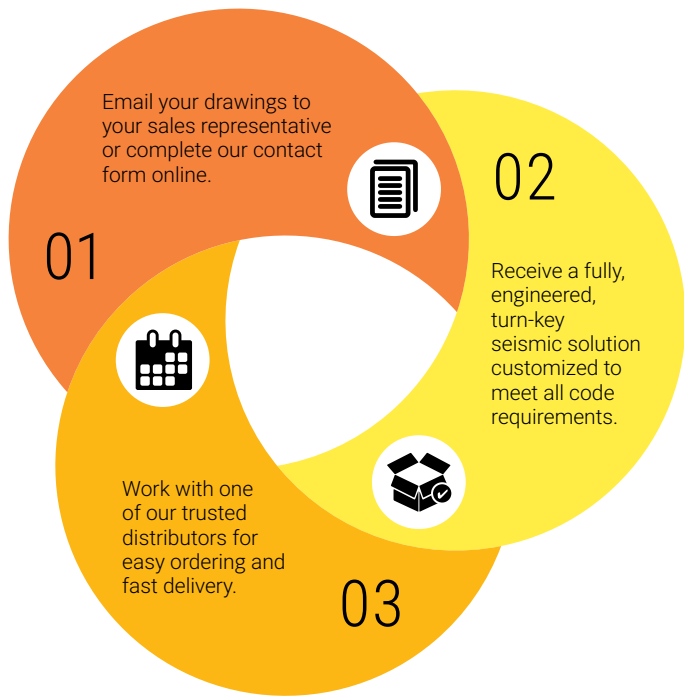 01
Email your drawings to
your sales representative
or complete our contact
form online.
02
Receive a fully,
engineered,
turn-key
seismic solution
customized to
meet all code
requirements.
03
Work with one
of our trusted
distributors for
easy ordering and
fast delivery.